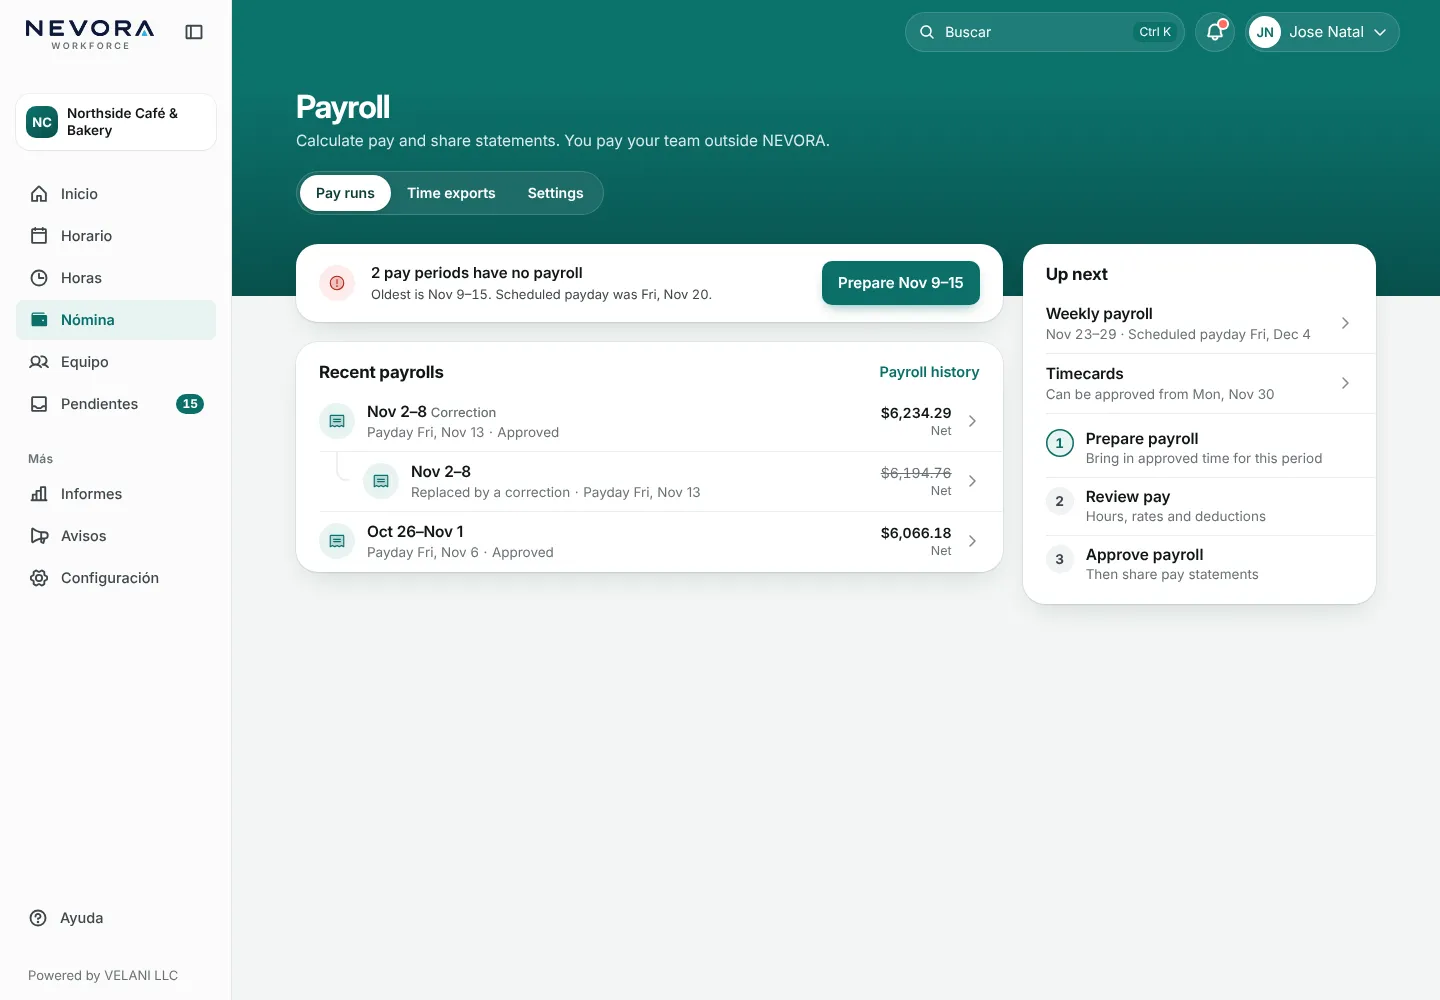 NEVORA
WORKFORCE
Northside Café &
Bakery
NC
Inicio
Horario
Horas
Nómina
Equipo
Pendientes 15
Más
Informes
Avisos
Configuración
Ayuda
Powered by VELANI LLC
Buscar Ctrl K
JN Jose Natal
Payroll
Calculate pay and share statements. You pay your team outside NEVORA.
Pay runs Time exports Settings
2 pay periods have no payroll
Oldest is Nov 9–15. Scheduled payday was Fri, Nov 20.
Prepare Nov 9–15
Recent payrolls Payroll history
Nov 2–8 Correction $6,234.29
Payday Fri, Nov 13 · Approved Net
Nov 2–8 $6,194.76
Replaced by a correction · Payday Fri, Nov 13 Net
Oct 26–Nov 1 $6,066.18
Payday Fri, Nov 6 · Approved Net
Up next
Weekly payroll
Nov 23–29 · Scheduled payday Fri, Dec 4
Timecards
Can be approved from Mon, Nov 30
1 Prepare payroll
Bring in approved time for this period
2 Review pay
Hours, rates and deductions
3 Approve payroll
Then share pay statements